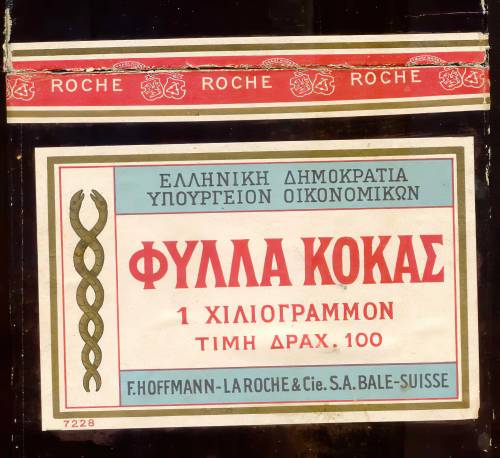 ROCHE ROCHE ROCHE
ΕΛΛΗΝΙΚΗ ΔΗΜΟΚΡΑΤΙΑ
ΥΠΟΥΡΓΕΙΟΝ ΟΙΚΟΝΟΜΙΚΩΝ
ΦΥΛΛΑ ΚΟΚΑΣ
1 ΧΙΛΙΟΓΡΑΜΜΟΝ
ΤΙΜΗ ΔΡΑΧ. 100
F. HOFFMANN-LA ROCHE & Cie. S.A. BALE-SUISSE
7228